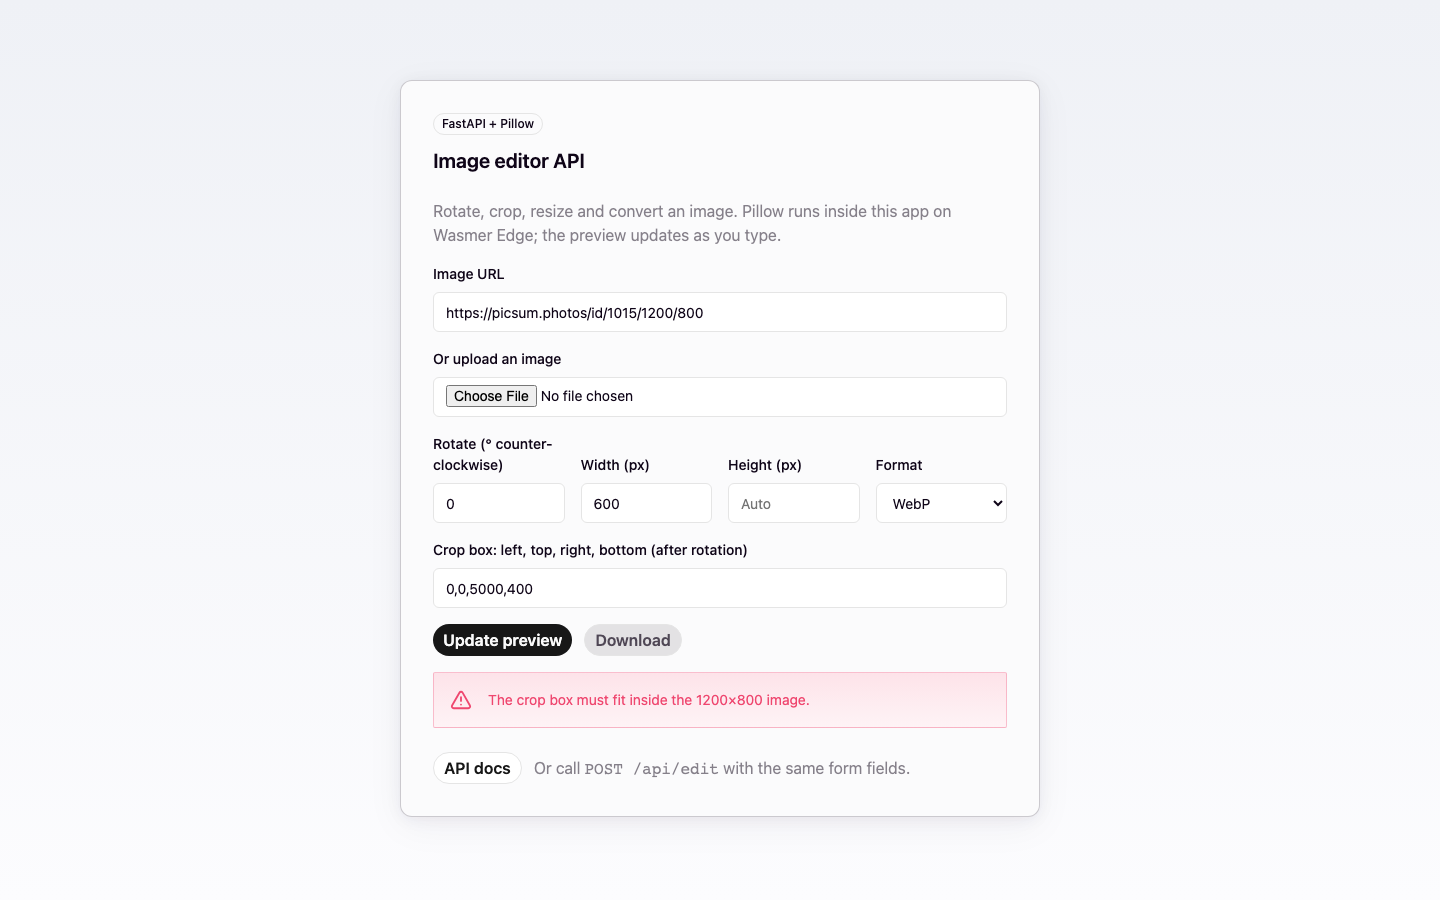 FastAPI + Pillow
Image editor API
Rotate, crop, resize and convert an image. Pillow runs inside this app on
Wasmer Edge; the preview updates as you type.
Image URL
https://picsum.photos/id/1015/1200/800
Or upload an image
Choose File No file chosen
Rotate (° counter-
clockwise)
Width (px)
Height (px)
Format
0
600
Auto
WebP
Crop box: left, top, right, bottom (after rotation)
0,0,5000,400
Update preview
Download
The crop box must fit inside the 1200×800 image.
API docs
Or call POST /api/edit with the same form fields.